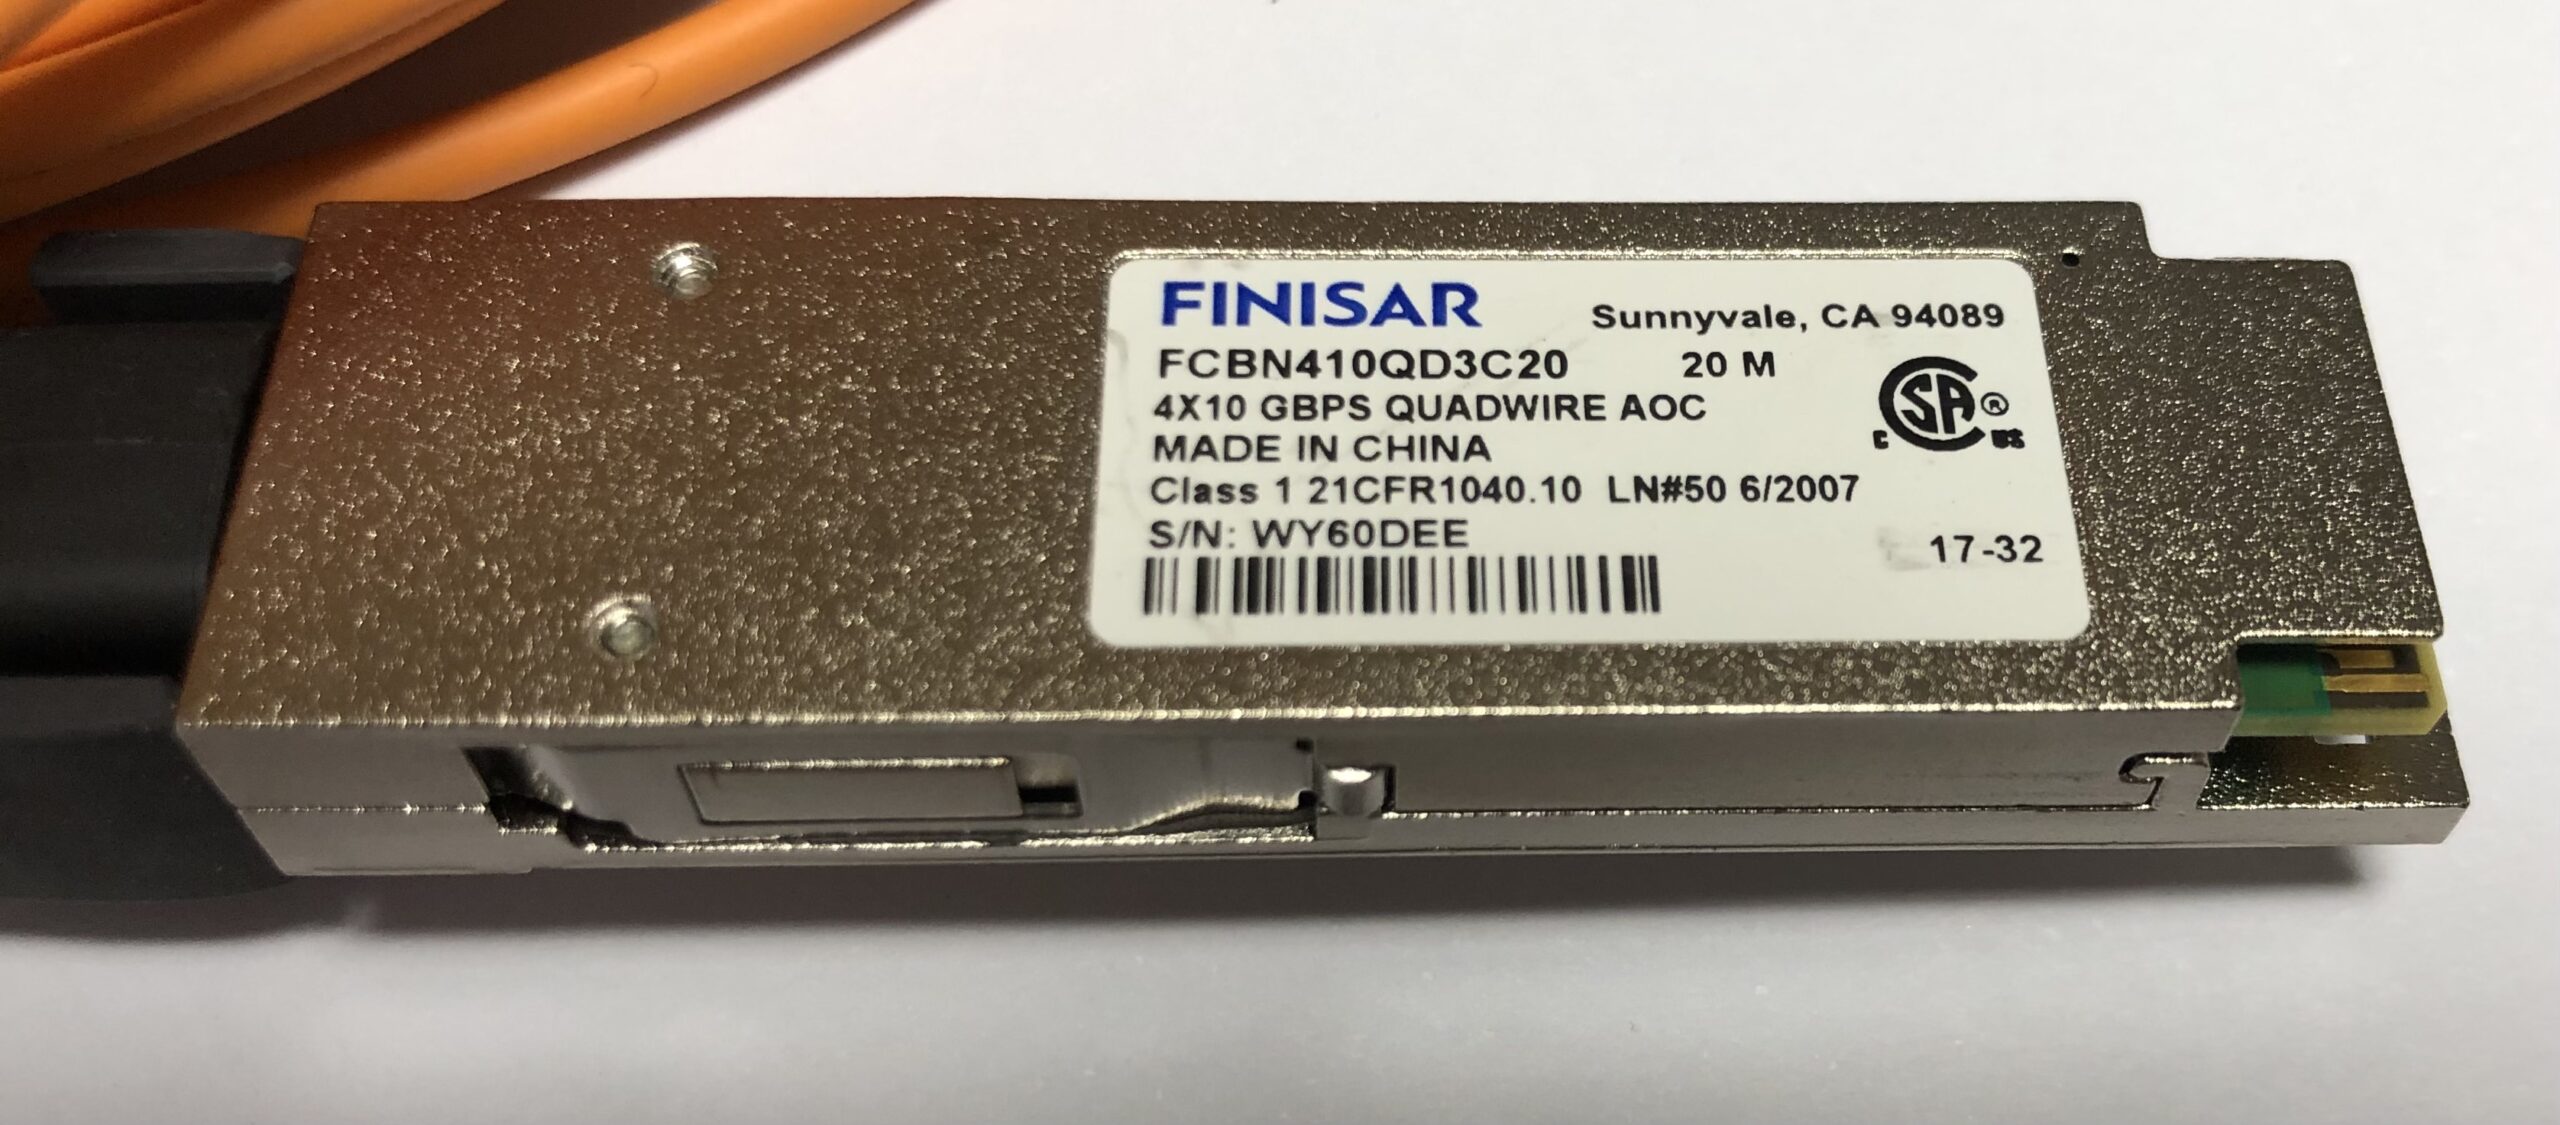 FINISAR Sunnyvale, CA 94089
FCBN410QD3C20 20 M
4X10 GBPS QUADWIRE AOC
C SA ® US
MADE IN CHINA
Class 1 21CFR1040.10 LN#50 6/2007
S/N: WY60DEE
17-32